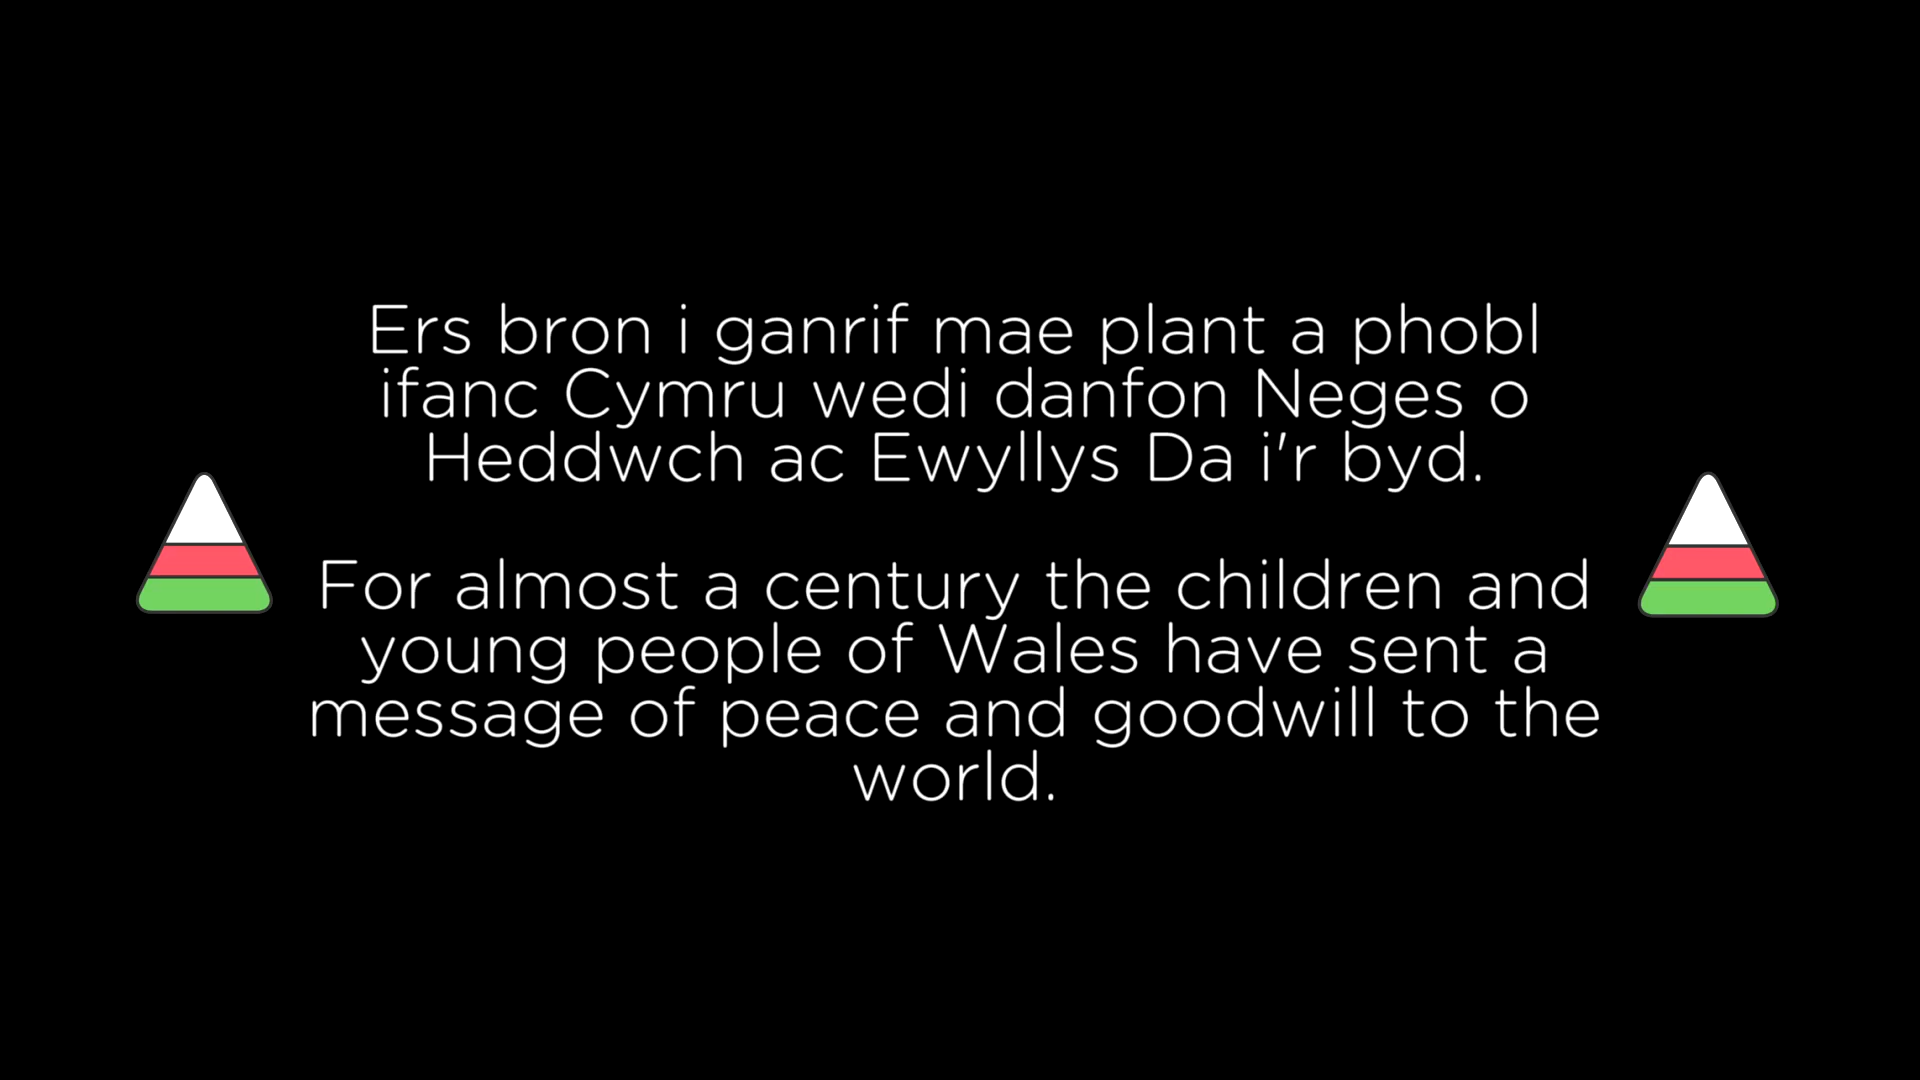 Ers bron i ganrif mae plant a phobl
ifanc Cymru wedi danfon Neges o
Heddwch ac Ewyllys Da i'r byd.
For almost a century the children and
young people of Wales have sent a
message of peace and goodwill to the
world.